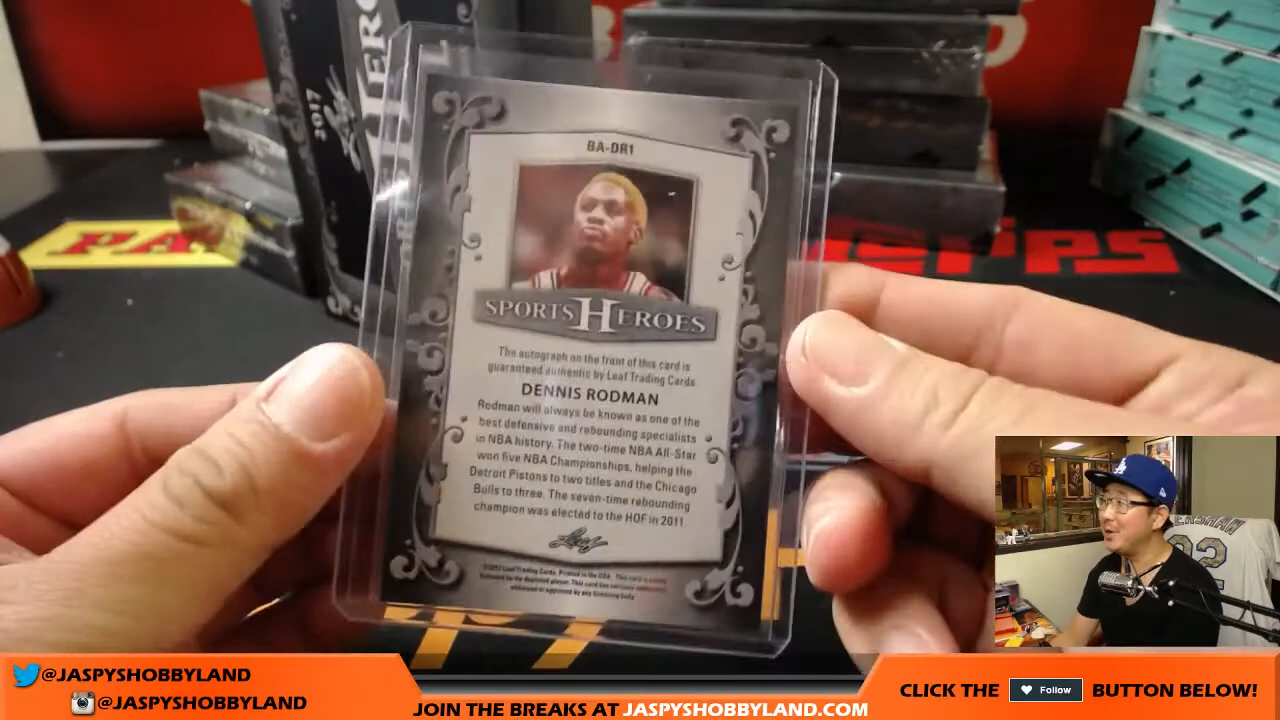 2017
BA-DR1
SPORTS HEROES
The autograph on the front of this card is
guaranteed authentic by Leaf Trading Cards
DENNIS RODMAN
Rodman will always be known as one of the
best defensive and rebounding specialists
in NBA history. The two-time NBA All-Star
won five NBA Championships, helping the
Detroit Pistons to two titles and the Chicago
Bulls to three. The seven-time rebounding
champion was elected to the HOF in 2011.
Leaf
@JASPYSHOBBYLAND
@JASPYSHOBBYLAND
JOIN THE BREAKS AT JASPYSHOBBYLAND.COM
CLICK THE Follow BUTTON BELOW!